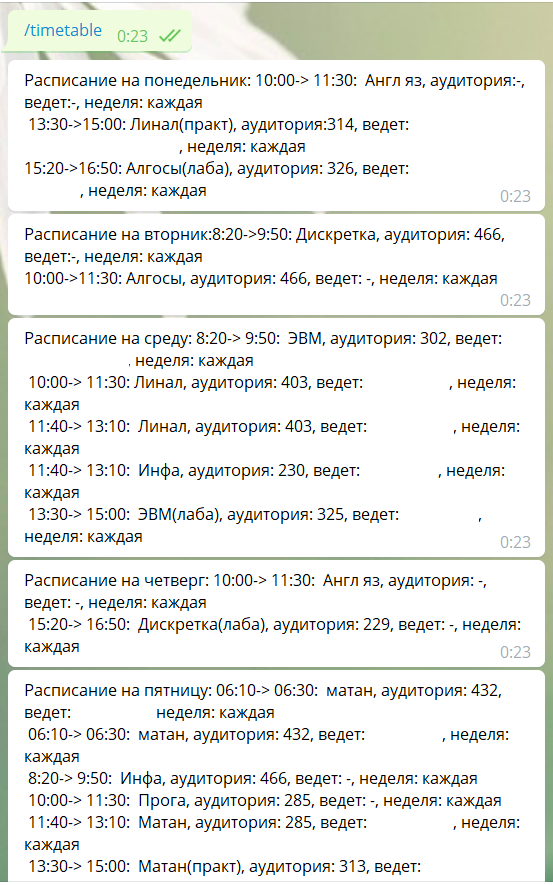 /timetable 0:23
Расписание на понедельник: 10:00-> 11:30:  Англ яз, аудитория:-,
ведет:-, неделя: каждая
13:30->15:00: Линал(практ), аудитория:314, ведет:
, неделя: каждая
15:20->16:50: Алгосы(лаба), аудитория: 326, ведет:
, неделя: каждая
0:23
Расписание на вторник:8:20->9:50: Дискретка, аудитория: 466,
ведет:-, неделя: каждая
10:00->11:30: Алгосы, аудитория: 466, ведет: -, неделя: каждая
0:23
Расписание на среду: 8:20-> 9:50:  ЭВМ, аудитория: 302, ведет:
, неделя: каждая
10:00-> 11:30: Линал, аудитория: 403, ведет: , неделя:
каждая
11:40-> 13:10:  Линал, аудитория: 403, ведет: , неделя:
каждая
11:40-> 13:10:  Инфа, аудитория: 230, ведет: , неделя:
каждая
13:30-> 15:00:  ЭВМ(лаба), аудитория: 325, ведет: ,
неделя: каждая
0:23
Расписание на четверг: 10:00-> 11:30:  Англ яз, аудитория: -,
ведет: -, неделя: каждая
15:20-> 16:50:  Дискретка(лаба), аудитория: 229, ведет: -, неделя:
каждая
0:23
Расписание на пятницу: 06:10-> 06:30:  матан, аудитория: 432,
ведет: неделя: каждая
06:10-> 06:30:  матан, аудитория: 432, ведет: , неделя:
каждая
8:20-> 9:50:  Инфа, аудитория: 466, ведет: -, неделя: каждая
10:00-> 11:30:  Прога, аудитория: 285, ведет: -, неделя: каждая
11:40-> 13:10:  Матан, аудитория: 285, ведет: , неделя:
каждая
13:30-> 15:00:  Матан(практ), аудитория: 313, ведет: